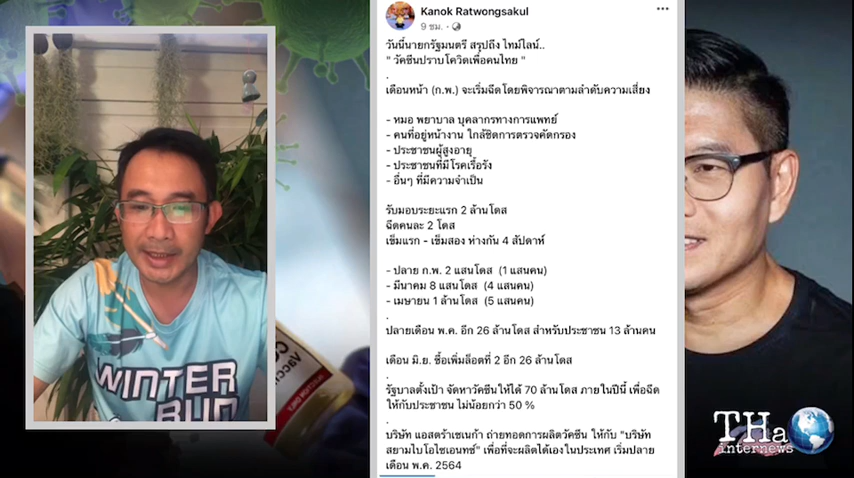 Kanok Ratwongsakul
9 ชม.
วันนี้นายกรัฐมนตรี สรุปถึง ไทม์ไลน์..
" วัคซีนปราบโควิดเพื่อคนไทย "
.
เดือนหน้า (ก.พ.) จะเริ่มฉีด โดยพิจารณาตามลำดับความเสี่ยง
- หมอ พยาบาล บุคลากรทางการแพทย์
- คนที่อยู่หน้างาน ใกล้ชิดการตรวจคัดกรอง
- ประชาชนผู้สูงอายุ
- ประชาชนที่มีโรคเรื้อรัง
- อื่นๆ ที่มีความจำเป็น
รับมอบระยะแรก 2 ล้านโดส
ฉีดคนละ 2 โดส
เข็มแรก - เข็มสอง ห่างกัน 4 สัปดาห์
- ปลาย ก.พ. 2 แสนโดส (1 แสนคน)
- มีนาคม 8 แสนโดส (4 แสนคน)
- เมษายน 1 ล้านโดส (5 แสนคน)
.
ปลายเดือน พ.ค. อีก 26 ล้านโดส สำหรับประชาชน 13 ล้านคน
เดือน มิ.ย. ซื้อเพิ่มล็อตที่ 2 อีก 26 ล้านโดส
.
รัฐบาลตั้งเป้า จัดหาวัคซีนให้ได้ 70 ล้านโดส ภายในปีนี้ เพื่อฉีด
ให้กับประชาชน ไม่น้อยกว่า 50 %
.
บริษัท แอสตร้าเซเนก้า ถ่ายทอดการผลิตวัคซีน ให้กับ "บริษัท
สยามไบโอไซเอนทซ์" เพื่อที่จะผลิตได้เองในประเทศ เริ่มปลาย
เดือน พ.ค. 2564
WINTER
RUN
Vacci
INJECTION ONLY
THa
internews